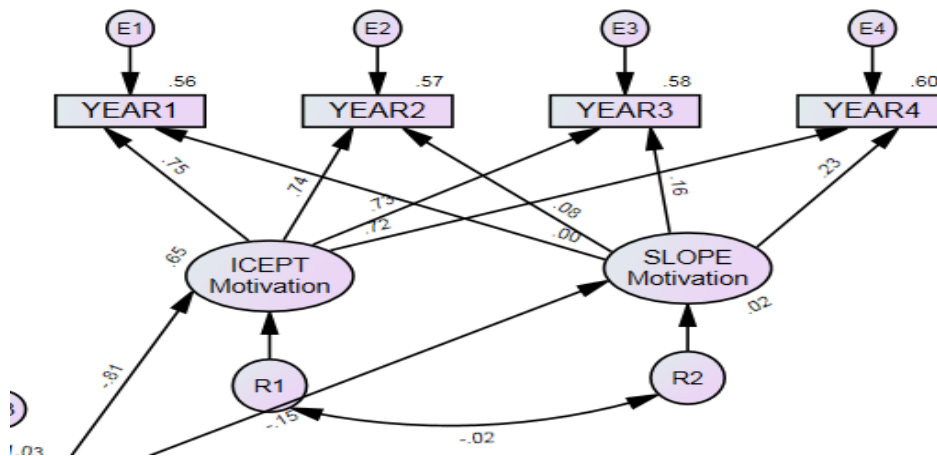 E1
E2
E3
E4
.56
.57
.58
.60
YEAR1
YEAR2
YEAR3
YEAR4
.75
.74
.73
.72
.00
.08
.16
.23
.65
ICEPT
Motivation
SLOPE
Motivation
.02
-.81
R1
R2
-.15
-.02
.03